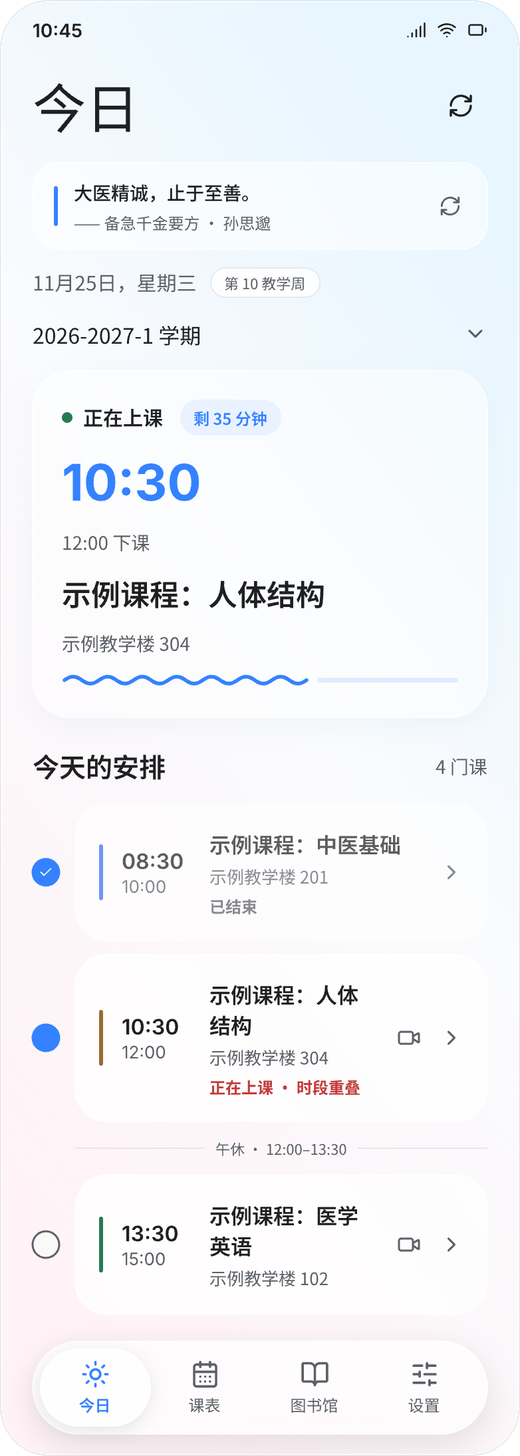 10:45
今日
大医精诚，止于至善。
—— 备急千金要方 · 孙思邈
11月25日，星期三
第 10 教学周
2026-2027-1 学期
正在上课
剩 35 分钟
10:30
12:00 下课
示例课程：人体结构
示例教学楼 304
今天的安排
4 门课
08:30
10:00
示例课程：中医基础
示例教学楼 201
已结束
10:30
12:00
示例课程：人体
结构
示例教学楼 304
正在上课 · 时段重叠
午休 · 12:00–13:30
13:30
15:00
示例课程：医学
英语
示例教学楼 102
今日
课表
图书馆
设置